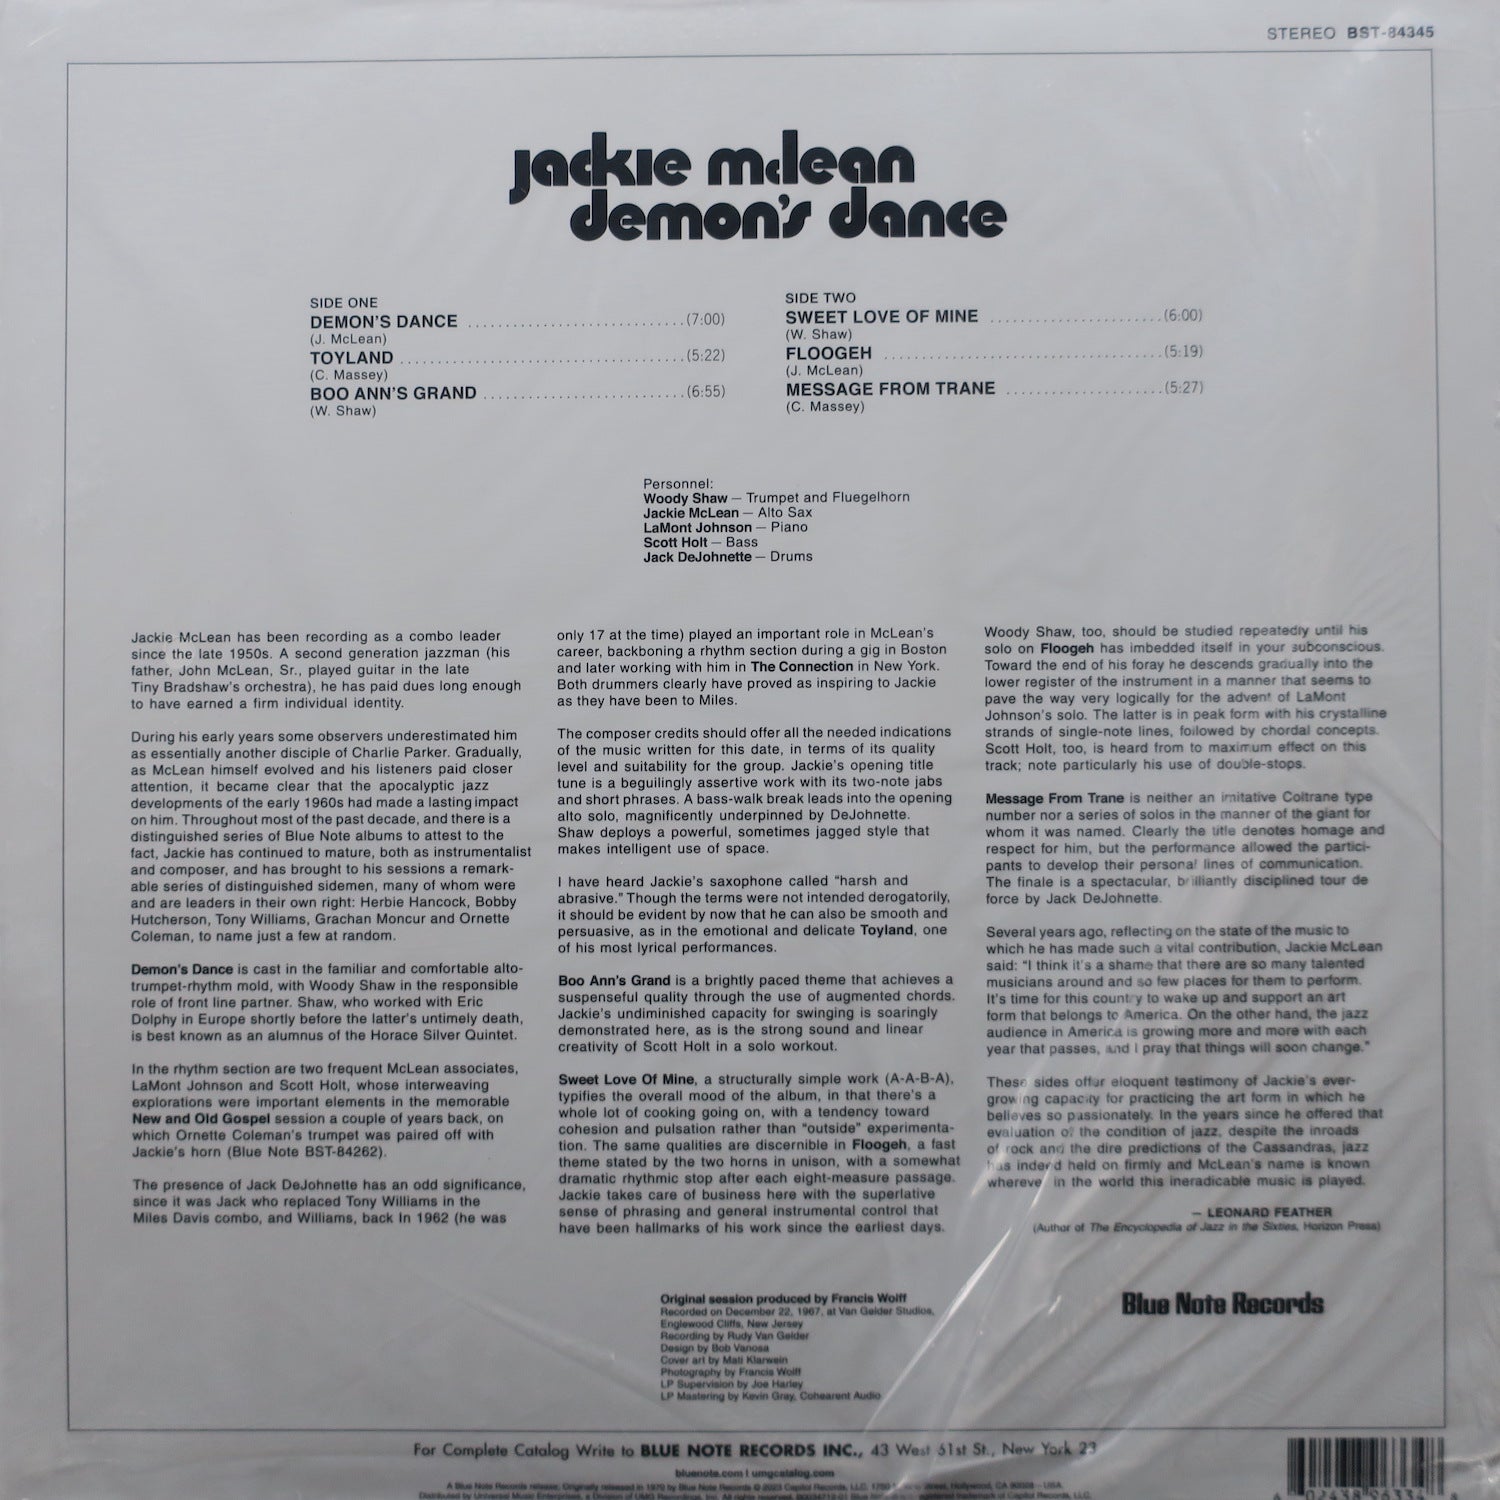 STEREO BST-84345
jackie mclean
demon's dance
SIDE ONE
DEMON'S DANCE ............................(7:00)
(J. McLean)
TOYLAND ............................(5:22)
(C. Massey)
BOO ANN'S GRAND ............................(6:55)
(W. Shaw)
SIDE TWO
SWEET LOVE OF MINE .......................(6:00)
(W. Shaw)
FLOOGEH .......................(5:19)
(J. McLean)
MESSAGE FROM TRANE .......................(5:27)
(C. Massey)
Personnel:
Woody Shaw — Trumpet and Fluegelhorn
Jackie McLean — Alto Sax
LaMont Johnson — Piano
Scott Holt — Bass
Jack DeJohnette — Drums
Jackie McLean has been recording as a combo leader
since the late 1950s. A second generation jazzman (his
father, John McLean, Sr., played guitar in the late
Tiny Bradshaw's orchestra), he has paid dues long enough
to have earned a firm individual identity.
During his early years some observers underestimated him
as essentially another disciple of Charlie Parker. Gradually,
as McLean himself evolved and his listeners paid closer
attention, it became clear that the apocalyptic jazz
developments of the early 1960s had made a lasting impact
on him. Throughout most of the past decade, and there is a
distinguished series of Blue Note albums to attest to the
fact, Jackie has continued to mature, both as instrumentalist
and composer, and has brought to his sessions a remark-
able series of distinguished sidemen, many of whom were
and are leaders in their own right: Herbie Hancock, Bobby
Hutcherson, Tony Williams, Grachan Moncur and Ornette
Coleman, to name just a few at random.
Demon's Dance is cast in the familiar and comfortable alto-
trumpet-rhythm mold, with Woody Shaw in the responsible
role of front line partner. Shaw, who worked with Eric
Dolphy in Europe shortly before the latter's untimely death,
is best known as an alumnus of the Horace Silver Quintet.
In the rhythm section are two frequent McLean associates,
LaMont Johnson and Scott Holt, whose interweaving
explorations were important elements in the memorable
New and Old Gospel session a couple of years back, on
which Ornette Coleman's trumpet was paired off with
Jackie's horn (Blue Note BST-84262).
The presence of Jack DeJohnette has an odd significance,
since it was Jack who replaced Tony Williams in the
Miles Davis combo, and Williams, back In 1962 (he was
only 17 at the time) played an important role in McLean's
career, backboning a rhythm section during a gig in Boston
and later working with him in The Connection in New York.
Both drummers clearly have proved as inspiring to Jackie
as they have been to Miles.
The composer credits should offer all the needed indications
of the music written for this date, in terms of its quality
level and suitability for the group. Jackie's opening title
tune is a beguilingly assertive work with its two-note jabs
and short phrases. A bass-walk break leads into the opening
alto solo, magnificently underpinned by DeJohnette.
Shaw deploys a powerful, sometimes jagged style that
makes intelligent use of space.
I have heard Jackie's saxophone called "harsh and
abrasive." Though the terms were not intended derogatorily,
it should be evident by now that he can also be smooth and
persuasive, as in the emotional and delicate Toyland, one
of his most lyrical performances.
Boo Ann's Grand is a brightly paced theme that achieves a
suspenseful quality through the use of augmented chords.
Jackie's undiminished capacity for swinging is soaringly
demonstrated here, as is the strong sound and linear
creativity of Scott Holt in a solo workout.
Sweet Love Of Mine, a structurally simple work (A-A-B-A),
typifies the overall mood of the album, in that there's a
whole lot of cooking going on, with a tendency toward
cohesion and pulsation rather than "outside" experimenta-
tion. The same qualities are discernible in Floogeh, a fast
theme stated by the two horns in unison, with a somewhat
dramatic rhythmic stop after each eight-measure passage.
Jackie takes care of business here with the superlative
sense of phrasing and general instrumental control that
have been hallmarks of his work since the earliest days.
Woody Shaw, too, should be studied repeatedly until his
solo on Floogeh has imbedded itself in your subconscious.
Toward the end of his foray he descends gradually into the
lower register of the instrument in a manner that seems to
pave the way very logically for the advent of LaMont
Johnson's solo. The latter is in peak form with his crystalline
strands of single-note lines, followed by chordal concepts.
Scott Holt, too, is heard from to maximum effect on this
track; note particularly his use of double-stops.
Message From Trane is neither an imitative Coltrane type
number nor a series of solos in the manner of the giant for
whom it was named. Clearly the title denotes homage and
respect for him, but the performance allowed the partici-
pants to develop their personal lines of communication.
The finale is a spectacular, brilliantly disciplined tour de
force by Jack DeJohnette.
Several years ago, reflecting on the state of the music to
which he has made such a vital contribution, Jackie McLean
said: "I think it's a shame that there are so many talented
musicians around and so few places for them to perform.
It's time for this country to wake up and support an art
form that belongs to America. On the other hand, the jazz
audience in America is growing more and more with each
year that passes, and I pray that things will soon change."
These sides offer eloquent testimony of Jackie's ever-
growing capacity for practicing the art form in which he
believes so passionately. In the years since he offered that
evaluation of the condition of jazz, despite the inroads
of rock and the dire predictions of the Cassandras, jazz
has indeed held on firmly and McLean's name is known
wherever in the world this ineradicable music is played.
— LEONARD FEATHER
(Author of The Encyclopedia of Jazz in the Sixties, Horizon Press)
Original session produced by Francis Wolff
Recorded on December 22, 1967, at Van Gelder Studios,
Englewood Cliffs, New Jersey
Recording by Rudy Van Gelder
Design by Bob Vanosa
Cover art by Mati Klarwein
Photography by Francis Wolff
LP Supervision by Joe Harley
LP Mastering by Kevin Gray, Cohearent Audio
Blue Note Records
For Complete Catalog Write to BLUE NOTE RECORDS INC., 43 West 61st St., New York 23
bluenote.com | umgcatalog.com
A Blue Note Records release. Originally released in 1970 by Blue Note Records © 2023 Capitol Records, LLC. 1750 Street, Hollywood, CA 90028 – USA.
Distributed by Universal Music Enterprises, a Division of UMG Recordings, Inc. All rights reserved. trademark of Capitol Records, LLC.